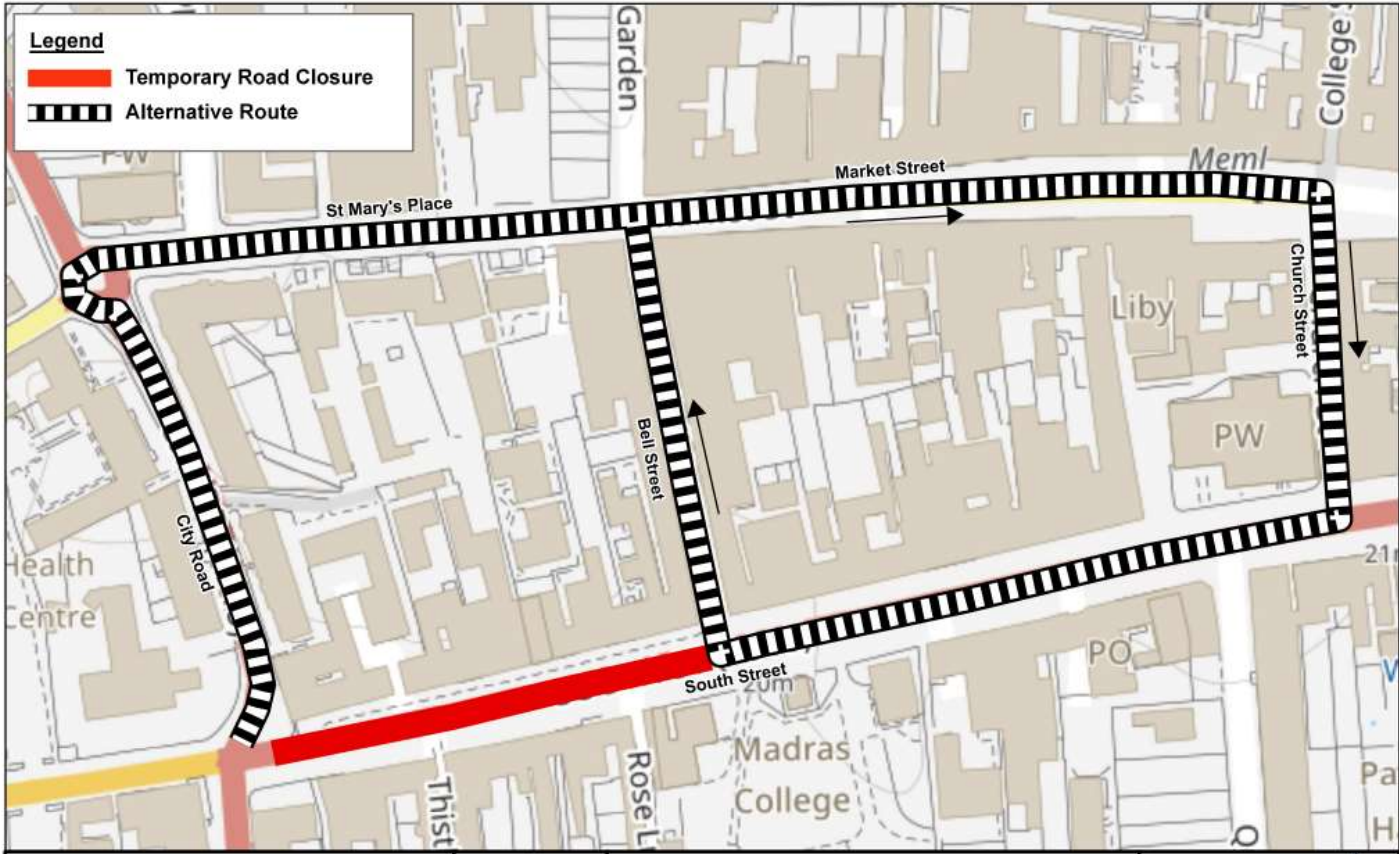 Legend
Temporary Road Closure
Alternative Route
Garden
College
Meml
Market Street
St Mary's Place
Church Street
Liby
PW
Bell Street
City Road
Health
Centre
South Street
20m
PO
Madras
College
Rose
Thist
21
Pa
H
Q